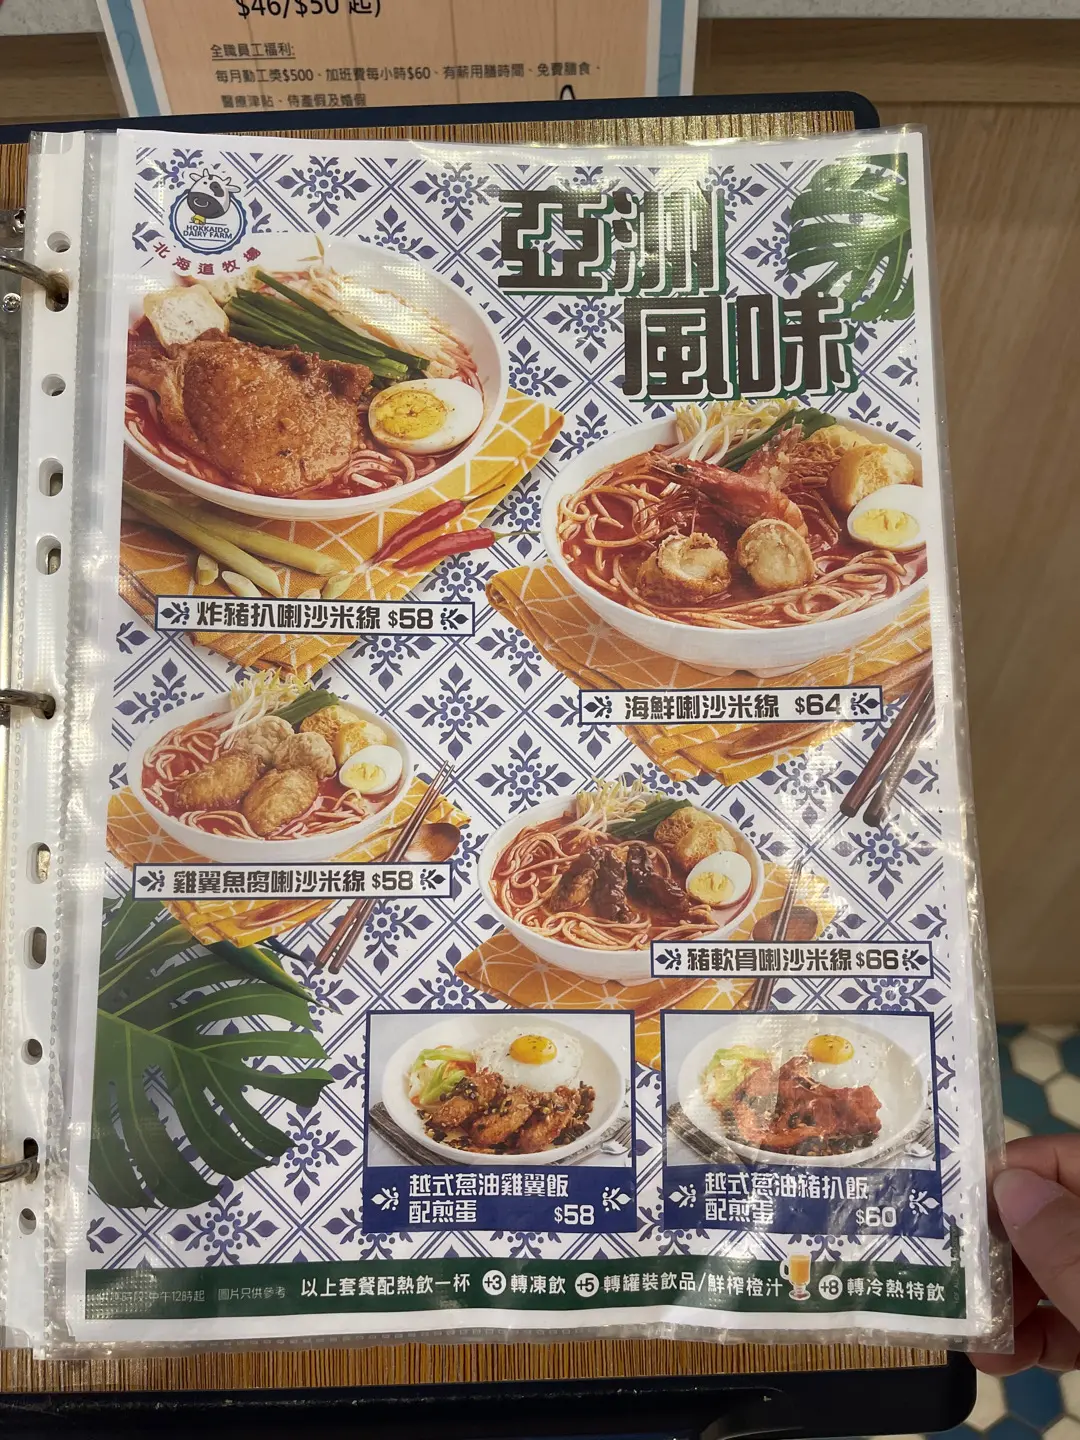 $46/$50 起)
全職員工福利:
每月勤工獎$500、加班費每小時$60、有薪用膳時間、免費膳食、
醫療津貼、侍產假及婚假
HOKKAIDO
DAIRY FARM
北海道牧場
亞洲
風味
炸豬扒喇沙米線 $58
海鮮喇沙米線 $64
雞翼魚腐喇沙米線 $58
豬軟骨喇沙米線 $66
越式蔥油雞翼飯
配煎蛋 $58
越式蔥油豬扒飯
配煎蛋 $60
中午12時起 圖片只供參考 以上套餐配熱飲一杯 +3 轉凍飲 +5 轉罐裝飲品/鮮榨橙汁 +8 轉冷熱特飲